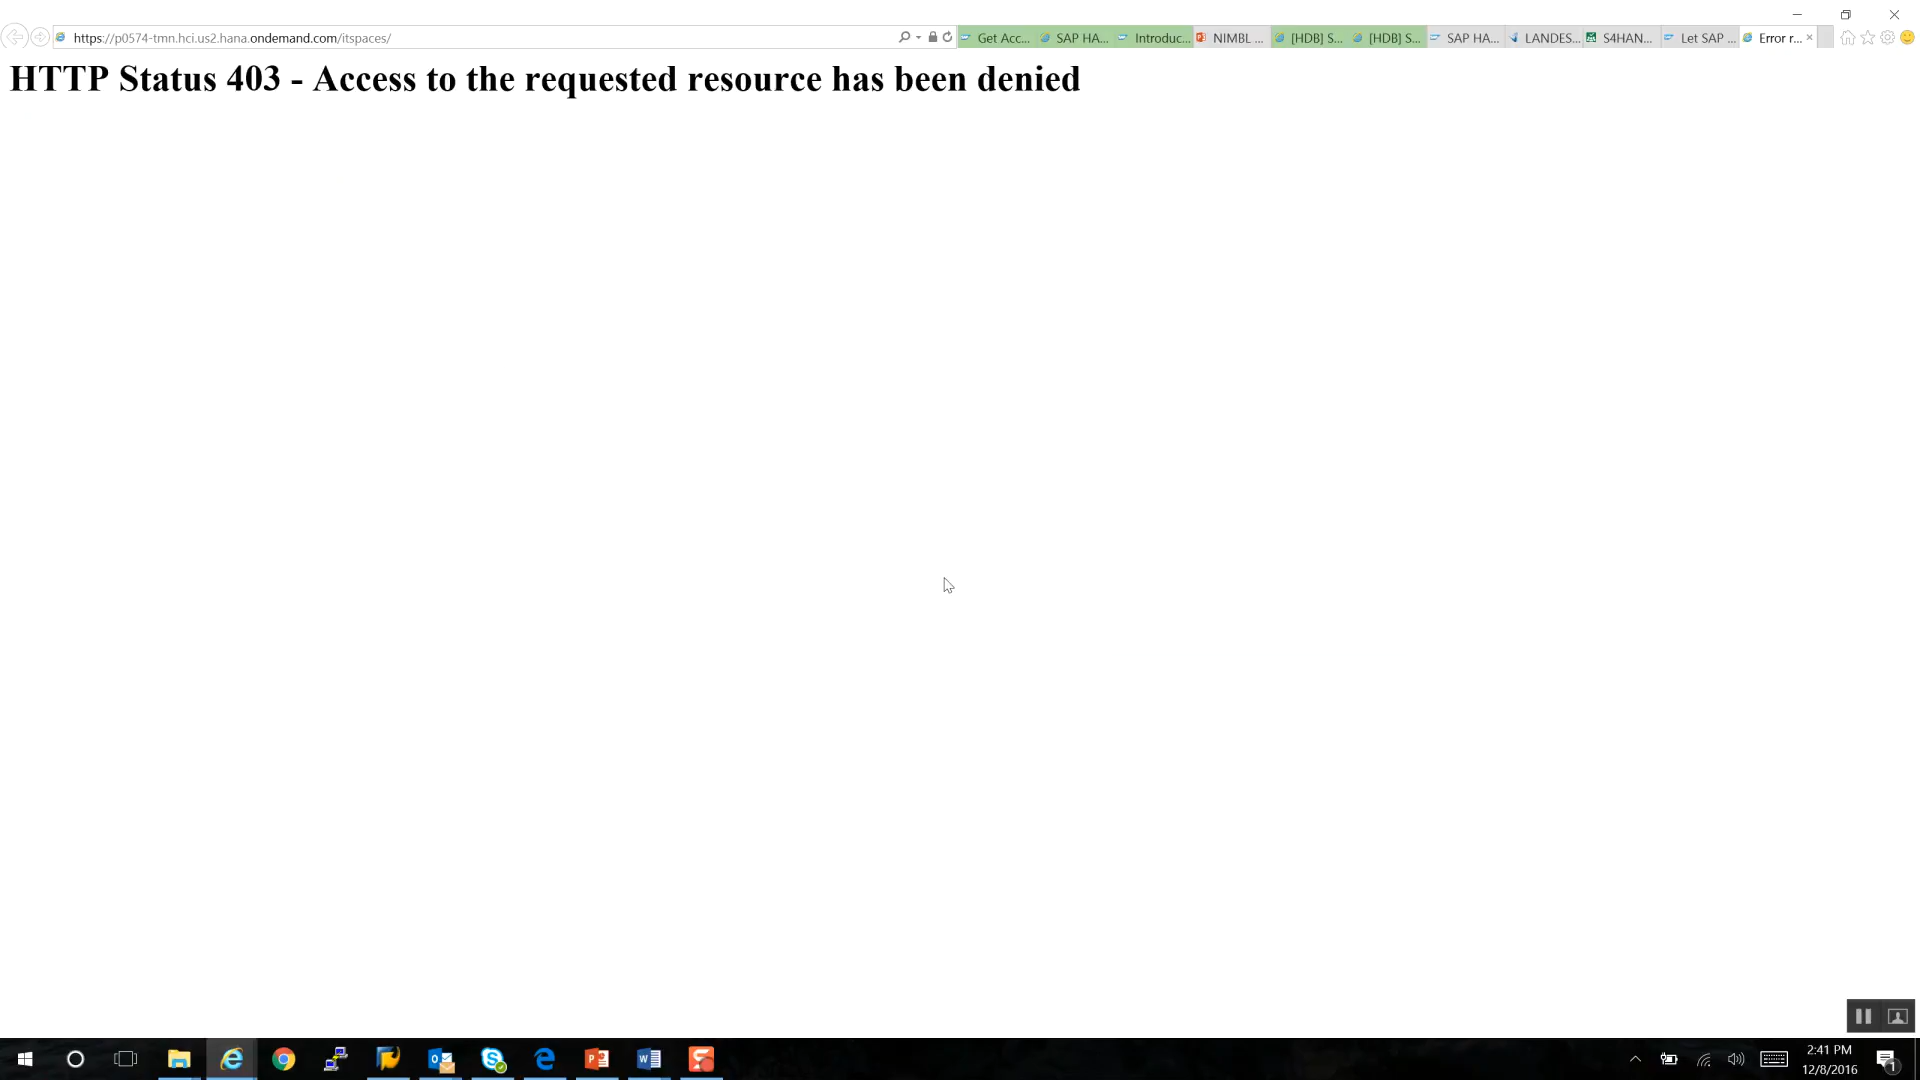 https://p0574-tmn.hci.us2.hana.ondemand.com/itspaces/
Get Acc...
SAP HA...
Introduc...
NIMBL ...
[HDB] S...
[HDB] S...
SAP HA...
LANDES...
S4HAN...
Let SAP ...
Error r...
HTTP Status 403 - Access to the requested resource has been denied
2:41 PM
12/8/2016
1